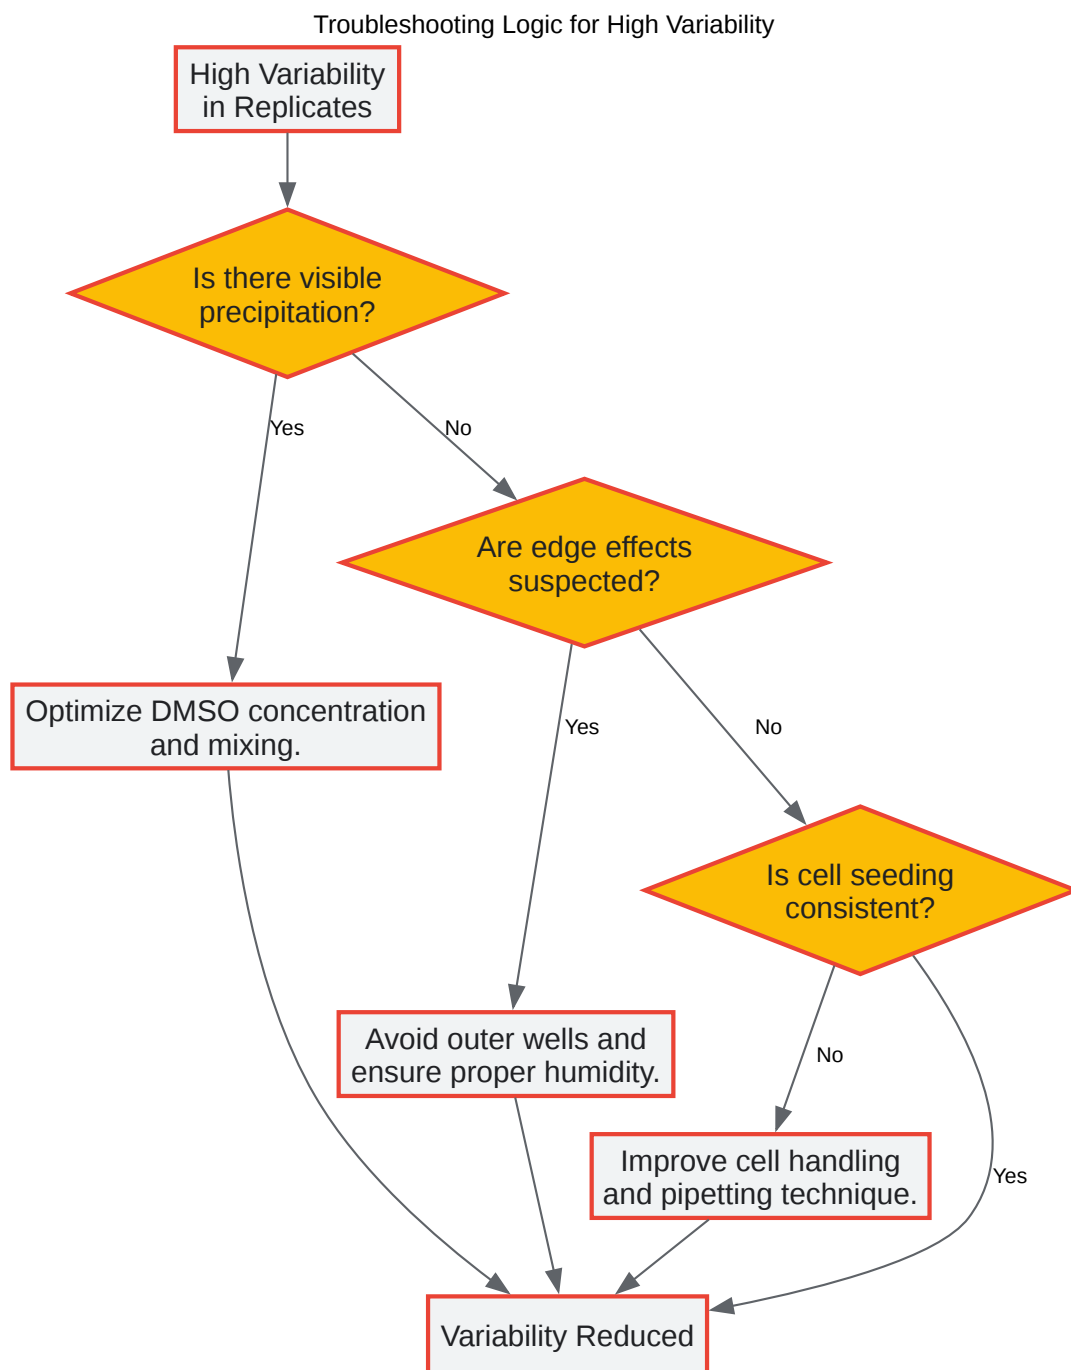 Troubleshooting Logic for High Variability
High Variability
in Replicates
Is there visible
precipitation?
Yes
No
Are edge effects
suspected?
Optimize DMSO concentration
and mixing.
Yes
No
Is cell seeding
consistent?
Avoid outer wells and
ensure proper humidity.
No
Improve cell handling
and pipetting technique.
Yes
Variability Reduced